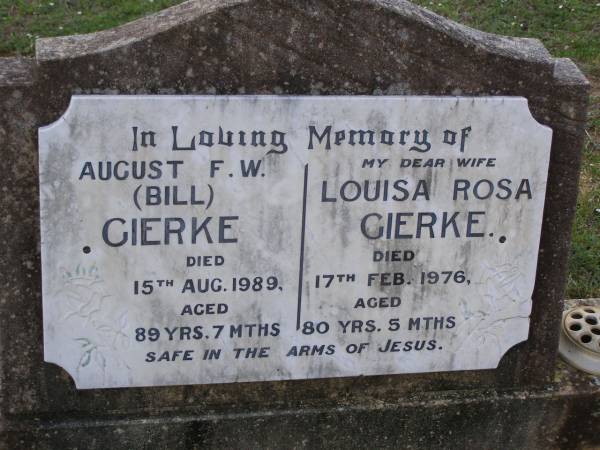 In Loving Memory of
AUGUST F.W.
(BILL)
GIERKE
DIED
15TH AUG. 1989,
AGED
89 YRS. 7 MTHS
MY DEAR WIFE
LOUISA ROSA
GIERKE.
DIED
17TH FEB. 1976,
AGED
80 YRS. 5 MTHS
SAFE IN THE ARMS OF JESUS.